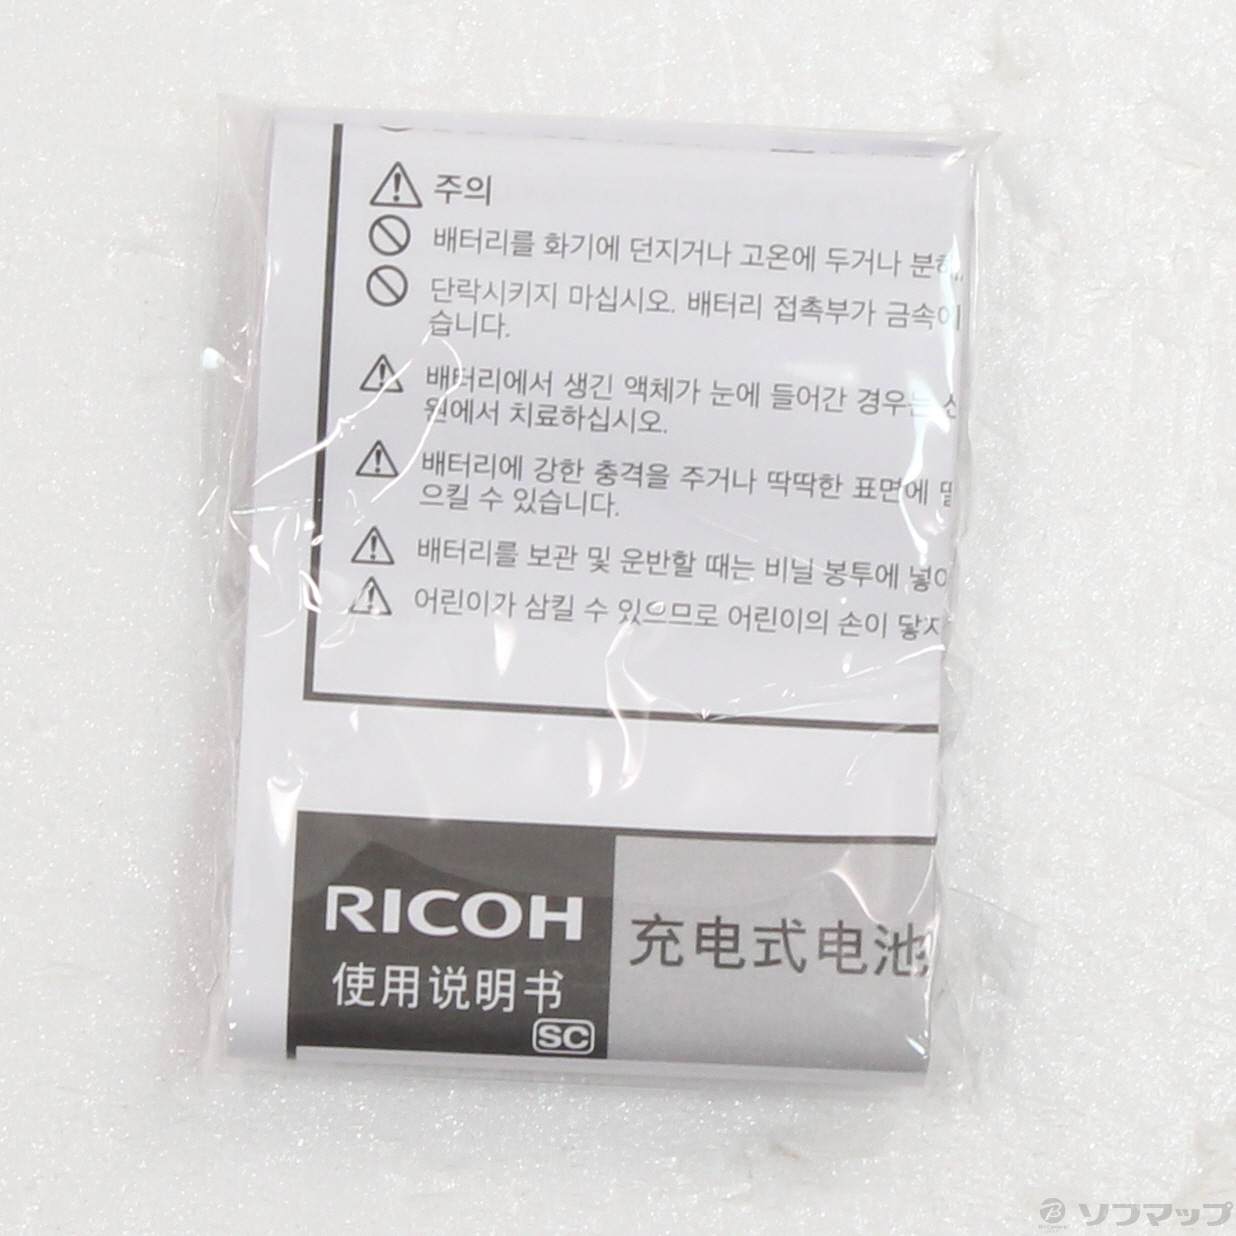 주의
배터리를 화기에 던지거나 고온에 두거나 분해
단락시키지 마십시오. 배터리 접촉부가 금속에
습니다.
배터리에서 생긴 액체가 눈에 들어간 경우는
원에서 치료하십시오.
배터리에 강한 충격을 주거나 딱딱한 표면에
으킬 수 있습니다.
배터리를 보관 및 운반할 때는 비닐 봉투에 넣어
어린이가 삼킬 수 있으므로 어린이의 손이 닿지
RICOH
使用说明书
SC
充电式电池
ソフマップ